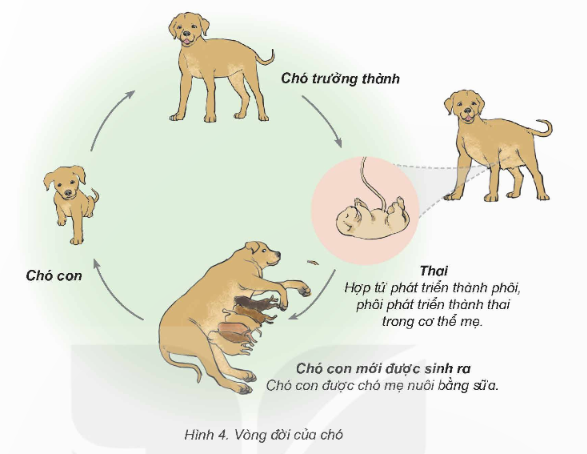 Chó trưởng thành
Thai
Hợp tử phát triển thành phôi,
phôi phát triển thành thai
trong cơ thể mẹ.
Chó con
Chó con mới được sinh ra
Chó con được chó mẹ nuôi bằng sữa.
Hình 4. Vòng đời của chó